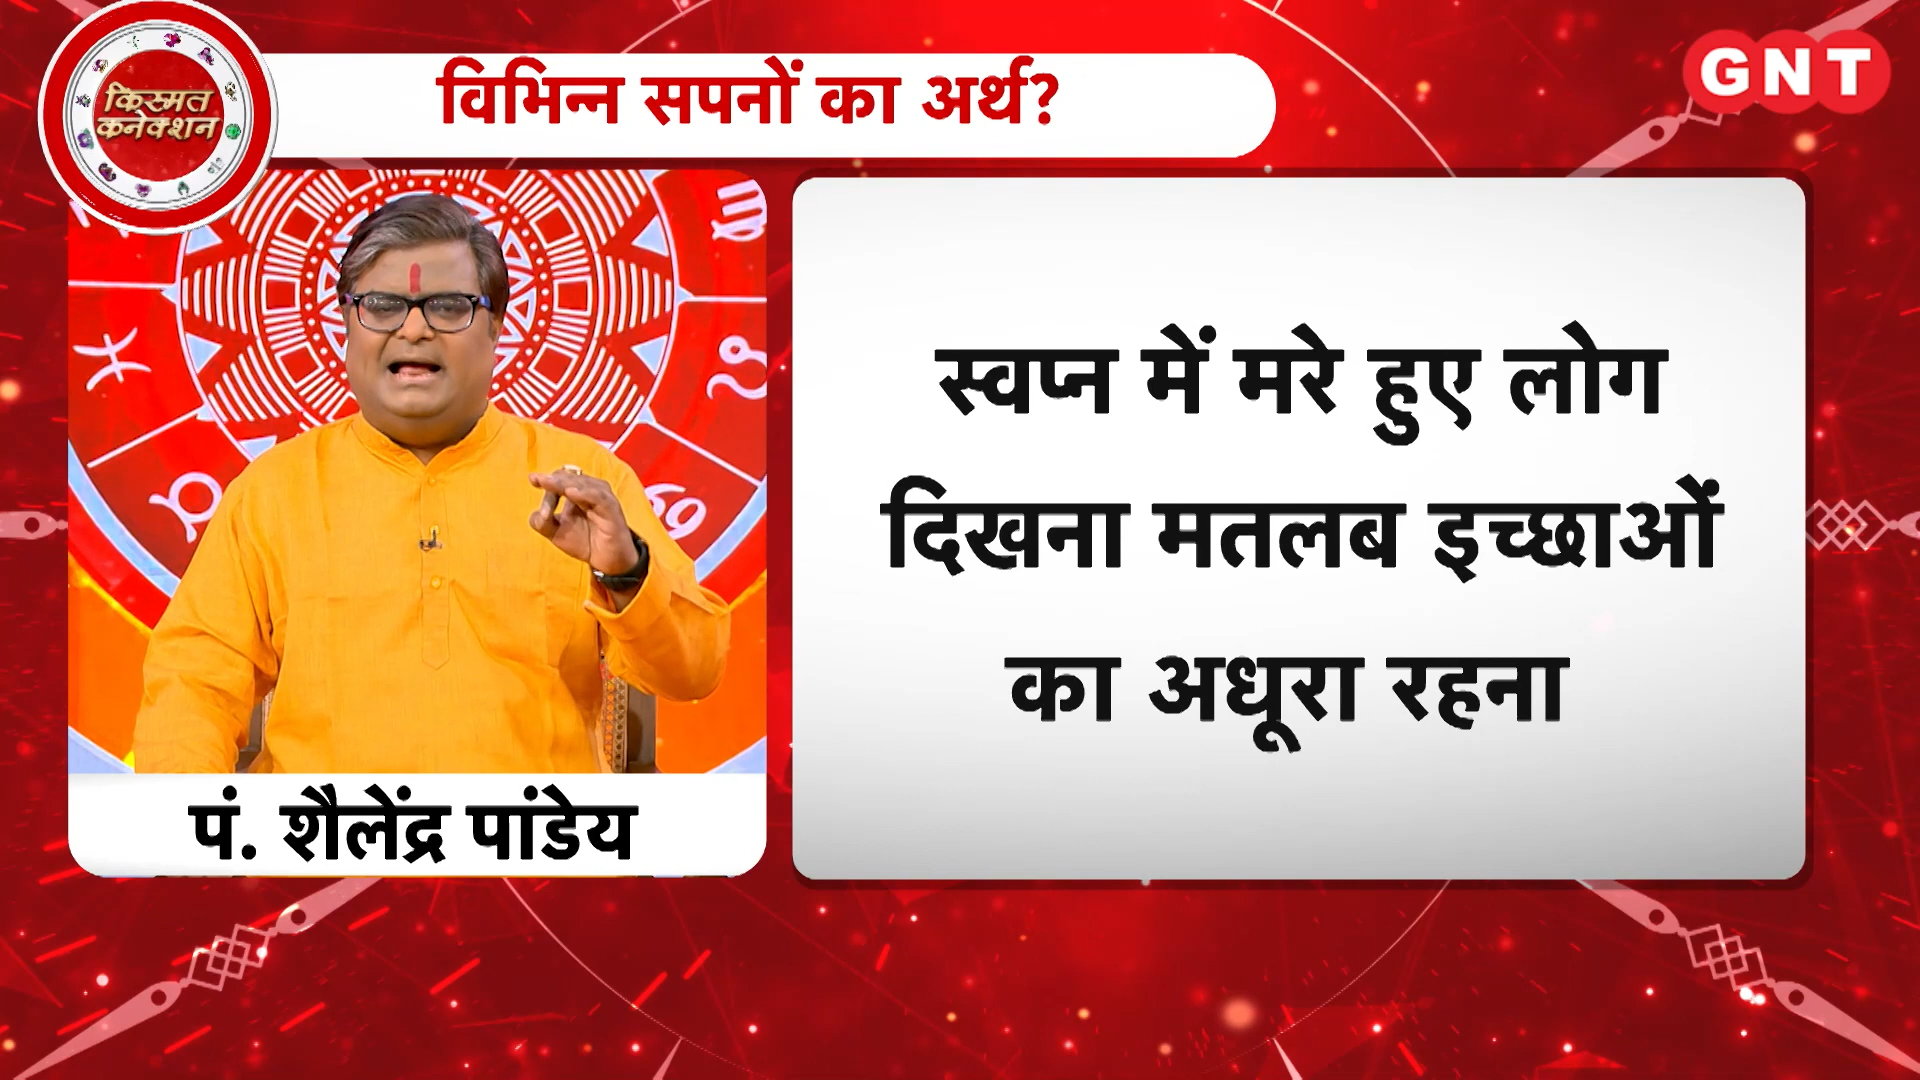 किस्मत
कनेक्शन
विभिन्न सपनों का अर्थ?
GNT
स्वप्न में मरे हुए लोग
दिखना मतलब इच्छाओं
का अधूरा रहना
पं. शैलेंद्र पांडेय